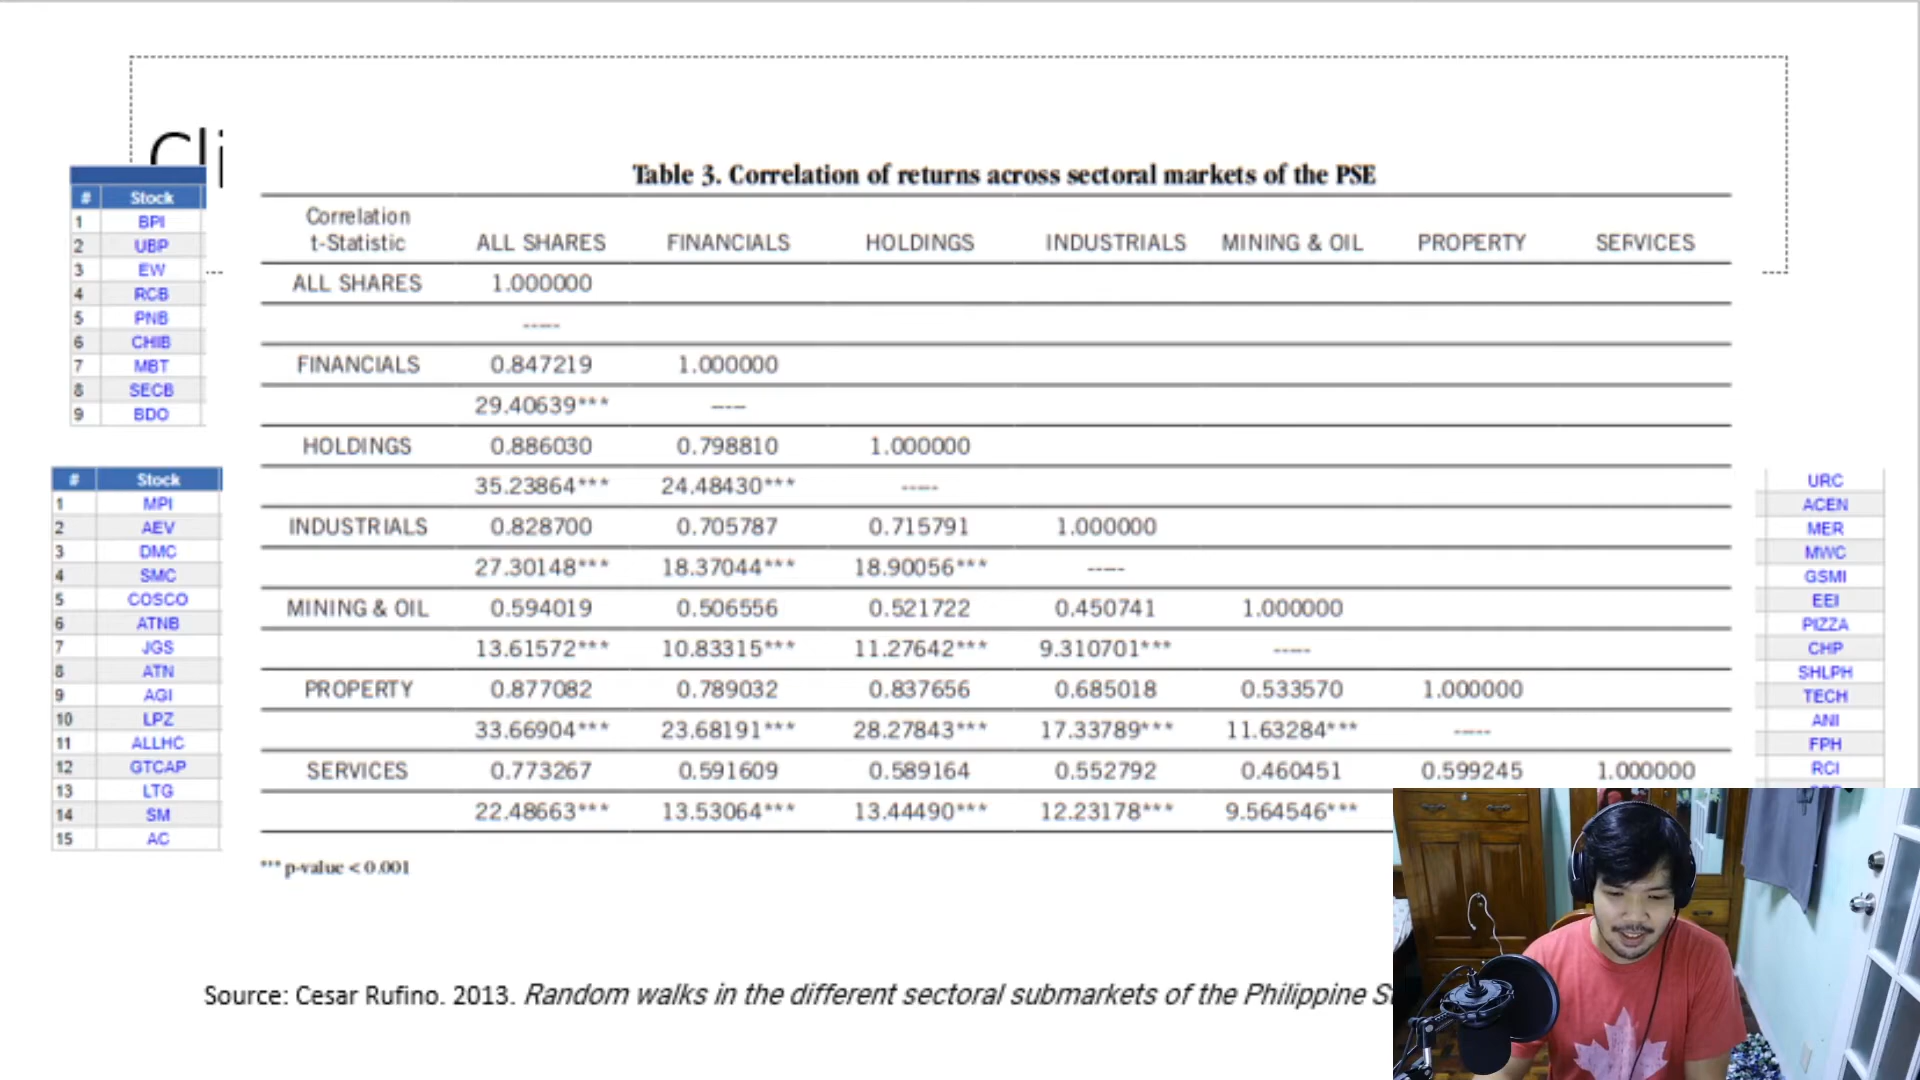 Cli
Table 3. Correlation of returns across sectoral markets of the PSE
Correlation
t-Statistic ALL SHARES FINANCIALS HOLDINGS INDUSTRIALS MINING & OIL PROPERTY SERVICES
ALL SHARES 1.000000
-----
FINANCIALS 0.847219 1.000000
29.40639*** -----
HOLDINGS 0.886030 0.798810 1.000000
35.23864*** 24.48430*** -----
INDUSTRIALS 0.828700 0.705787 0.715791 1.000000
27.30148*** 18.37044*** 18.90056*** -----
MINING & OIL 0.594019 0.506556 0.521722 0.450741 1.000000
13.61572*** 10.83315*** 11.27642*** 9.310701*** -----
PROPERTY 0.877082 0.789032 0.837656 0.685018 0.533570 1.000000
33.66904*** 23.68191*** 28.27843*** 17.33789*** 11.63284*** -----
SERVICES 0.773267 0.591609 0.589164 0.552792 0.460451 0.599245 1.000000
22.48663*** 13.53064*** 13.44490*** 12.23178*** 9.564546***
*** p-value < 0.001
# Stock
1 BPI
2 UBP
3 EW
4 RCB
5 PNB
6 CHIB
7 MBT
8 SECB
9 BDO
# Stock
1 MPI
2 AEV
3 DMC
4 SMC
5 COSCO
6 ATNB
7 JGS
8 ATN
9 AGI
10 LPZ
11 ALLHC
12 GTCAP
13 LTG
14 SM
15 AC
URC
ACEN
MER
MWC
GSMI
EEI
PIZZA
CHP
SHLPH
TECH
ANI
FPH
RCI
Source: Cesar Rufino. 2013. Random walks in the different sectoral submarkets of the Philippine